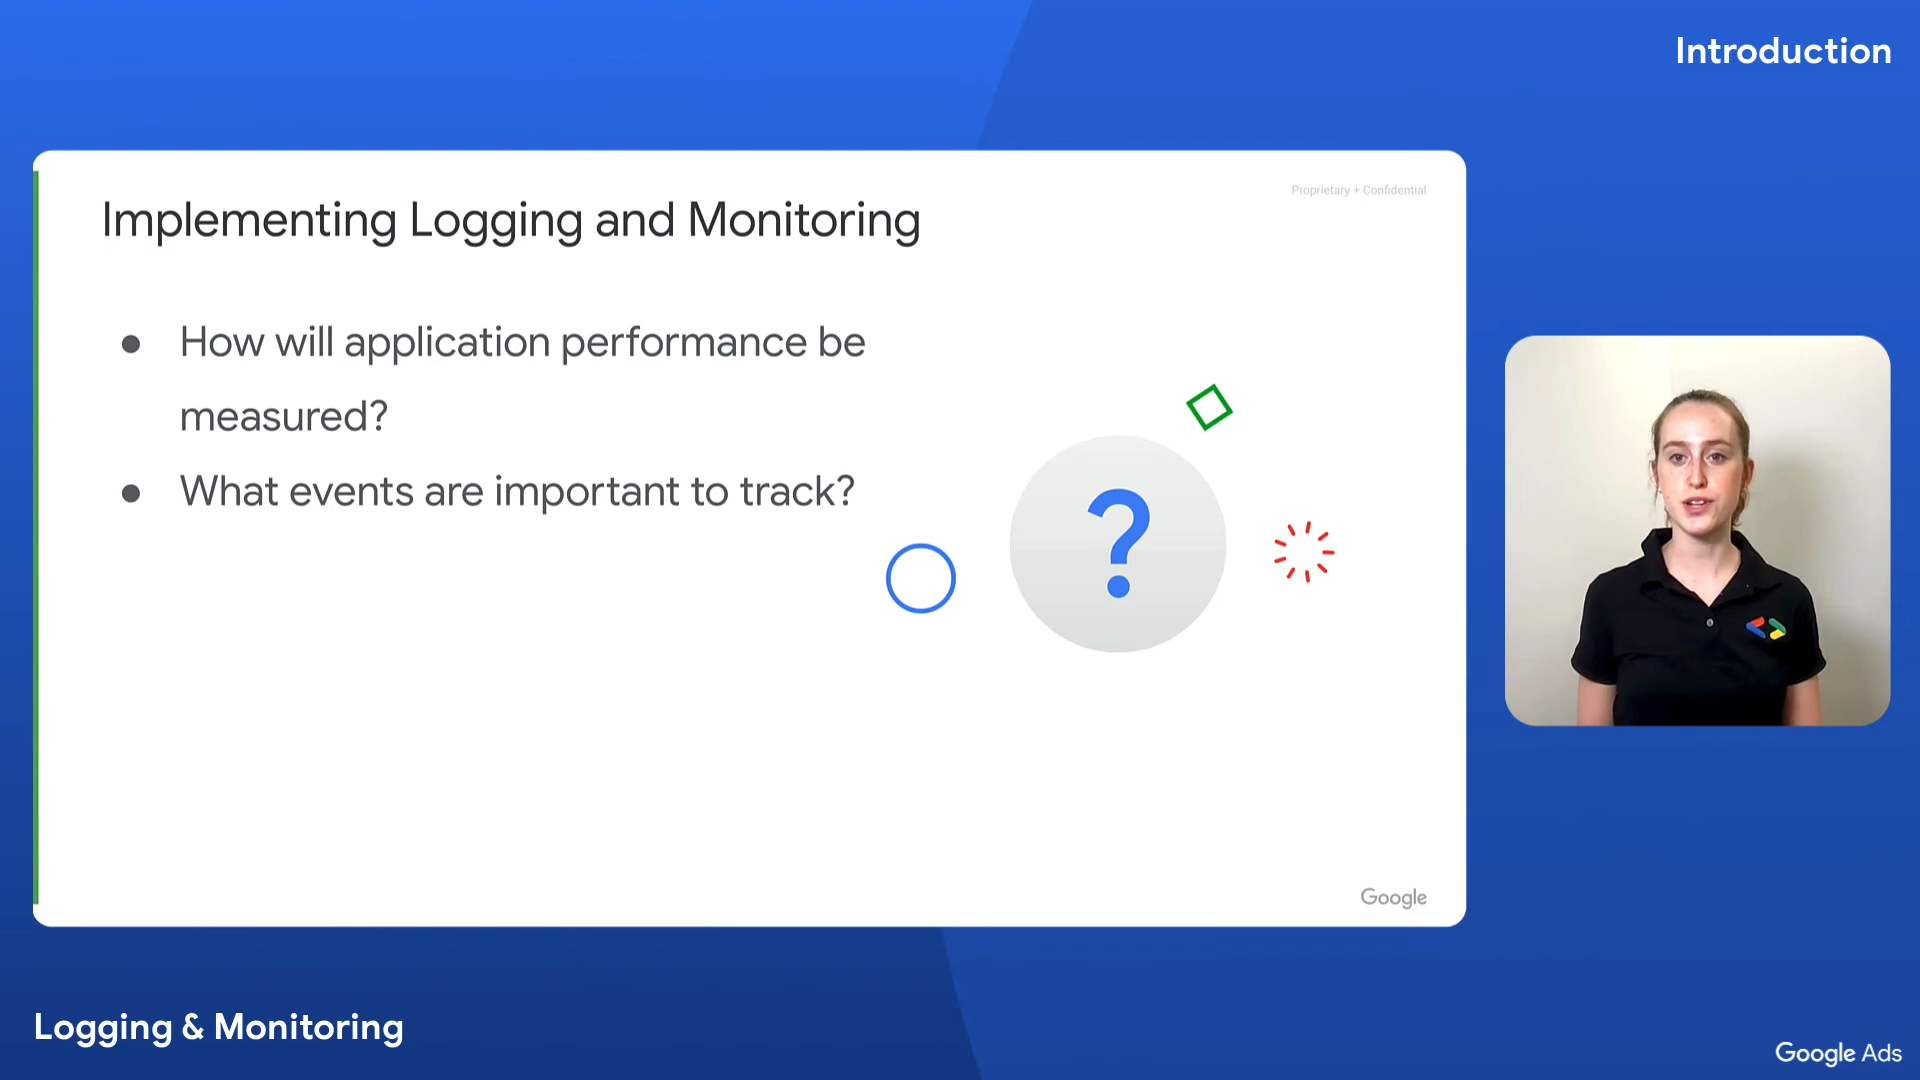 Introduction
Proprietary + Confidential
Implementing Logging and Monitoring
● How will application performance be
measured?
● What events are important to track?
?
Google
Logging & Monitoring
Google Ads